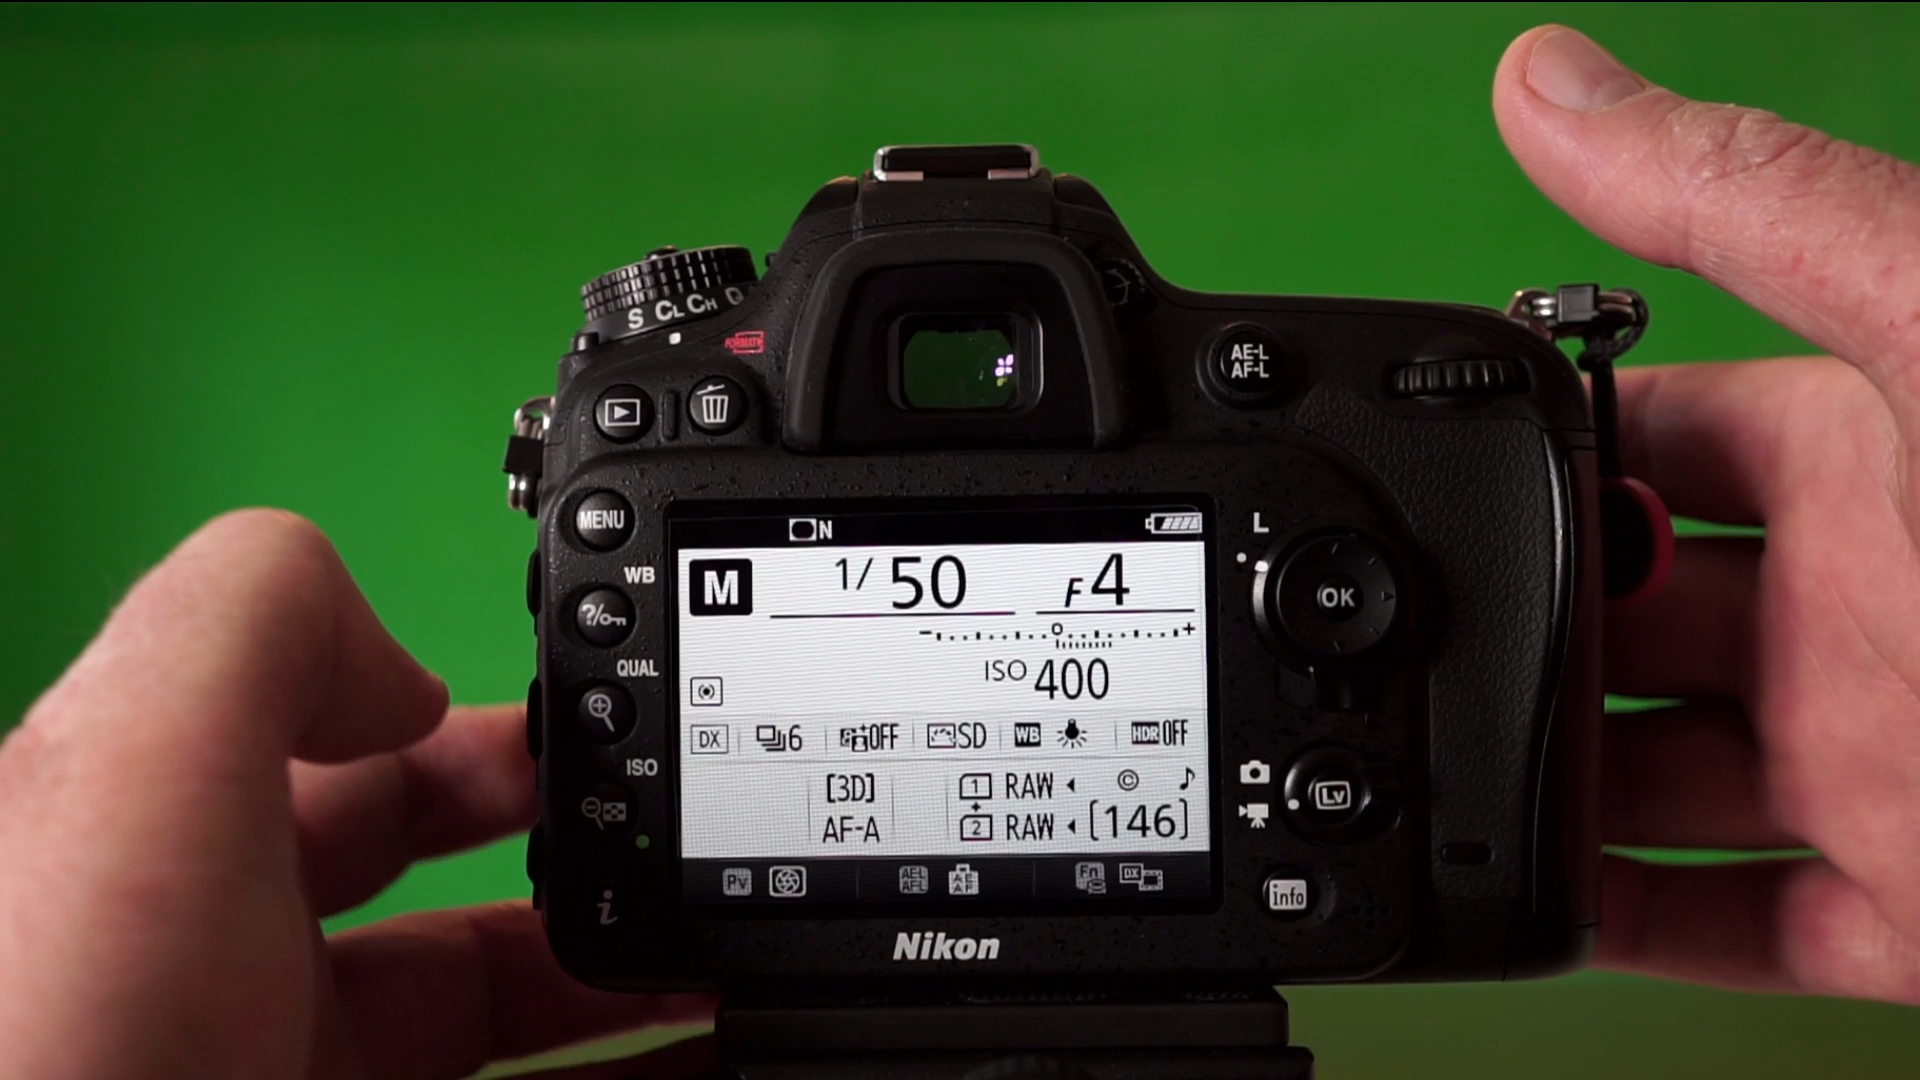 S CL CH Q
FORMAT
AE-L
AF-L
MENU
WB
?
QUAL
ISO
i
N
M 1/50 F4
- 0 +
ISO 400
DX 6 OFF SD WB HDR OFF
[3D] 1 RAW © 
AF-A 2 RAW [146]
Pv AE-L AF-L AE AF Fn DX
L
OK
Lv
info
Nikon